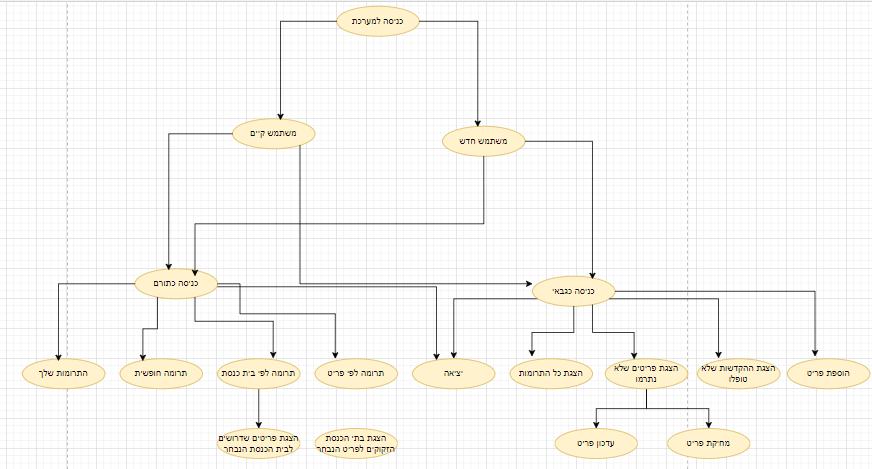 כניסה למערכת
משתמש קיים
משתמש חדש
כניסה כתורם
כניסה כגבאי
התרומות שלך
תרומה חופשית
תרומה לפי בית כנסת
תרומה לפי פריט
יציאה
הצגת כל התרומות
הצגת פריטים שלא
נתרמו
הצגת ההקדשות שלא
טופלו
הוספת פריט
הצגת פריטים שדרושים
לבית הכנסת הנבחר
הצגת בתי הכנסת
הזקוקים לפריט הנבחר
עדכון פריט
מחיקת פריט